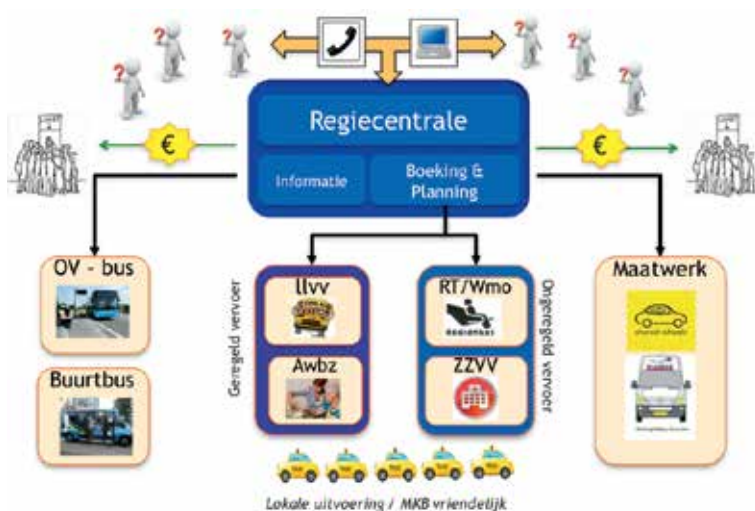 ? ? ? ? ? ?
Regiecentrale
€ €
Informatie
Boeking &
Planning
OV - bus
Buurtbus
Geregeld vervoer
llvv
Awbz
RT/Wmo
ZZVV
Ongeregeld vervoer
Maatwerk
Lokale uitvoering / MKB vriendelijk